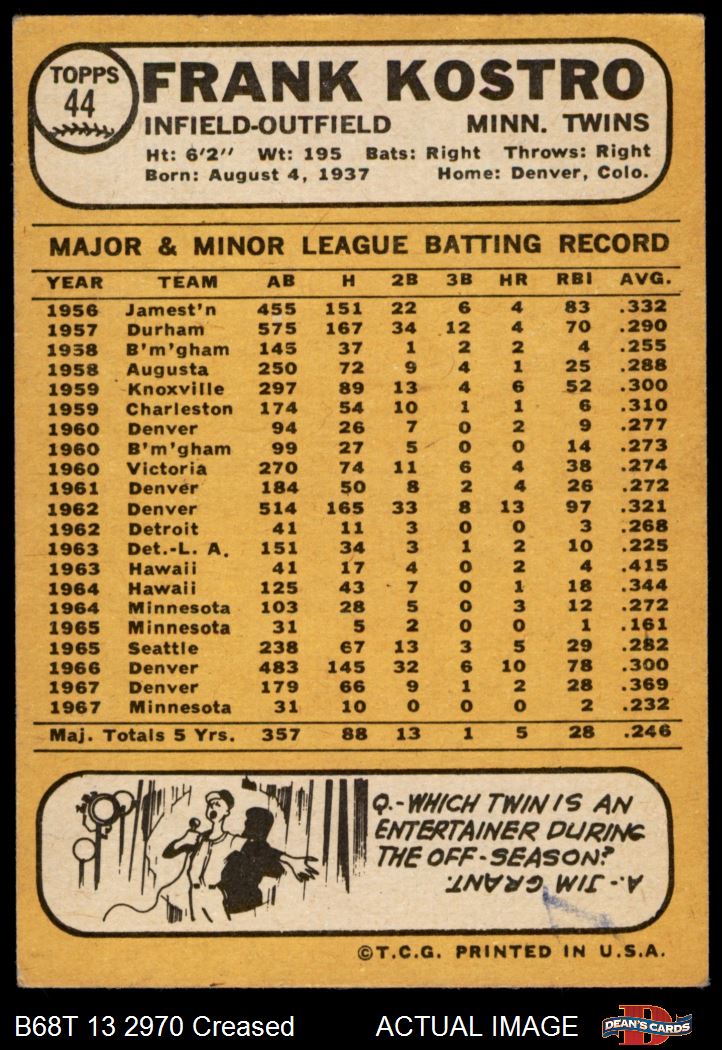 TOPPS
44
FRANK KOSTRO
INFIELD-OUTFIELD MINN. TWINS
Ht: 6'2" Wt: 195 Bats: Right Throws: Right
Born: August 4, 1937 Home: Denver, Colo.
MAJOR & MINOR LEAGUE BATTING RECORD
YEAR TEAM AB H 2B 3B HR RBI AVG.
1956 Jamest'n 455 151 22 6 4 83 .332
1957 Durham 575 167 34 12 4 70 .290
1958 B'm'gham 145 37 1 2 2 4 .255
1958 Augusta 250 72 9 4 1 25 .288
1959 Knoxville 297 89 13 4 6 52 .300
1959 Charleston 174 54 10 1 1 6 .310
1960 Denver 94 26 7 0 2 9 .277
1960 B'm'gham 99 27 5 0 0 14 .273
1960 Victoria 270 74 11 6 4 38 .274
1961 Denver 184 50 8 2 4 26 .272
1962 Denver 514 165 33 8 13 97 .321
1962 Detroit 41 11 3 0 0 3 .268
1963 Det.-L. A. 151 34 3 1 2 10 .225
1963 Hawaii 41 17 4 0 2 4 .415
1964 Hawaii 125 43 7 0 1 18 .344
1964 Minnesota 103 28 5 0 3 12 .272
1965 Minnesota 31 5 2 0 0 1 .161
1965 Seattle 238 67 13 3 5 29 .282
1966 Denver 483 145 32 6 10 78 .300
1967 Denver 179 66 9 1 2 28 .369
1967 Minnesota 31 10 0 0 0 2 .232
Maj. Totals 5 Yrs. 357 88 13 1 5 28 .246
Q.-WHICH TWIN IS AN
ENTERTAINER DURING
THE OFF-SEASON?
A.-JIM GRANT.
©T.C.G. PRINTED IN U.S.A.
B68T 13 2970 Creased ACTUAL IMAGE
D
DEAN'S CARDS